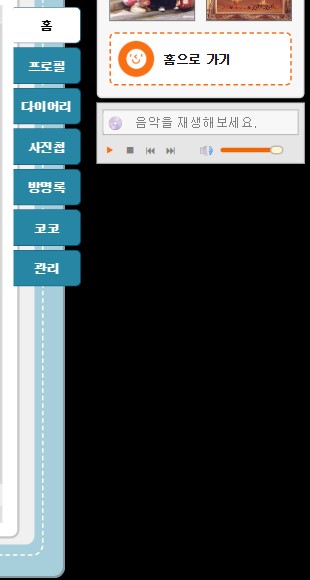 홈
프로필
다이어리
사진첩
방명록
코코
관리
홈으로 가기
음악을 재생해보세요.